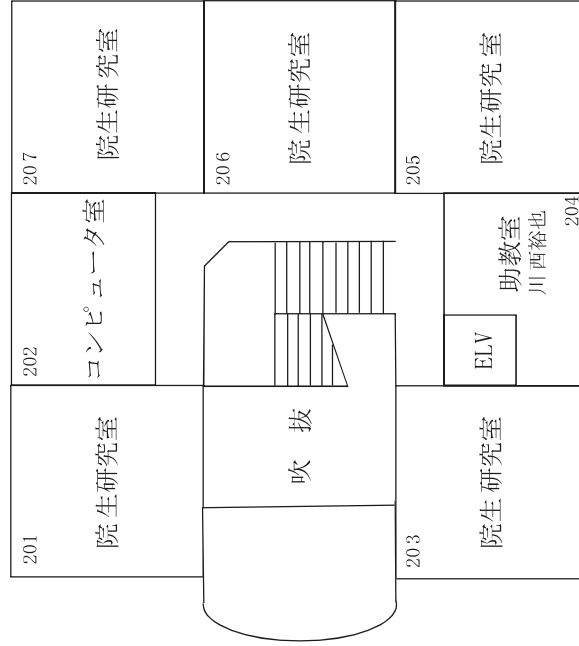 201
院生研究室
202
コンピュータ室
207
院生研究室
吹 抜
206
院生研究室
203
院生研究室
ELV
助教室
川西裕也
204
205
院生研究室